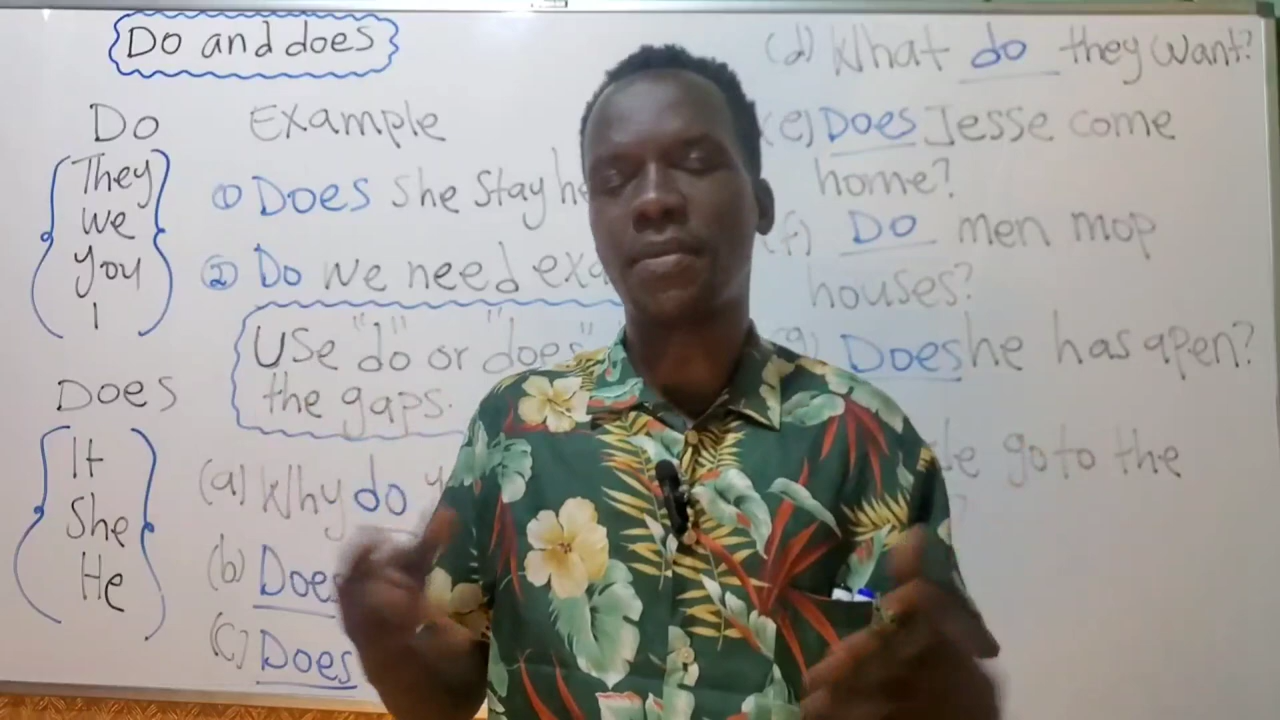 Do and does
Do
They
We
You
I
Does
It
She
He
Example
① Does she stay
② Do we need
Use "do" or "does"
the gaps.
(a) Why do
(b) Does
(c) Does
(d) What do they want?
(e) Does Jesse come
home?
(f) Do men mop
houses?
(g) Does he has a pen?
go to the